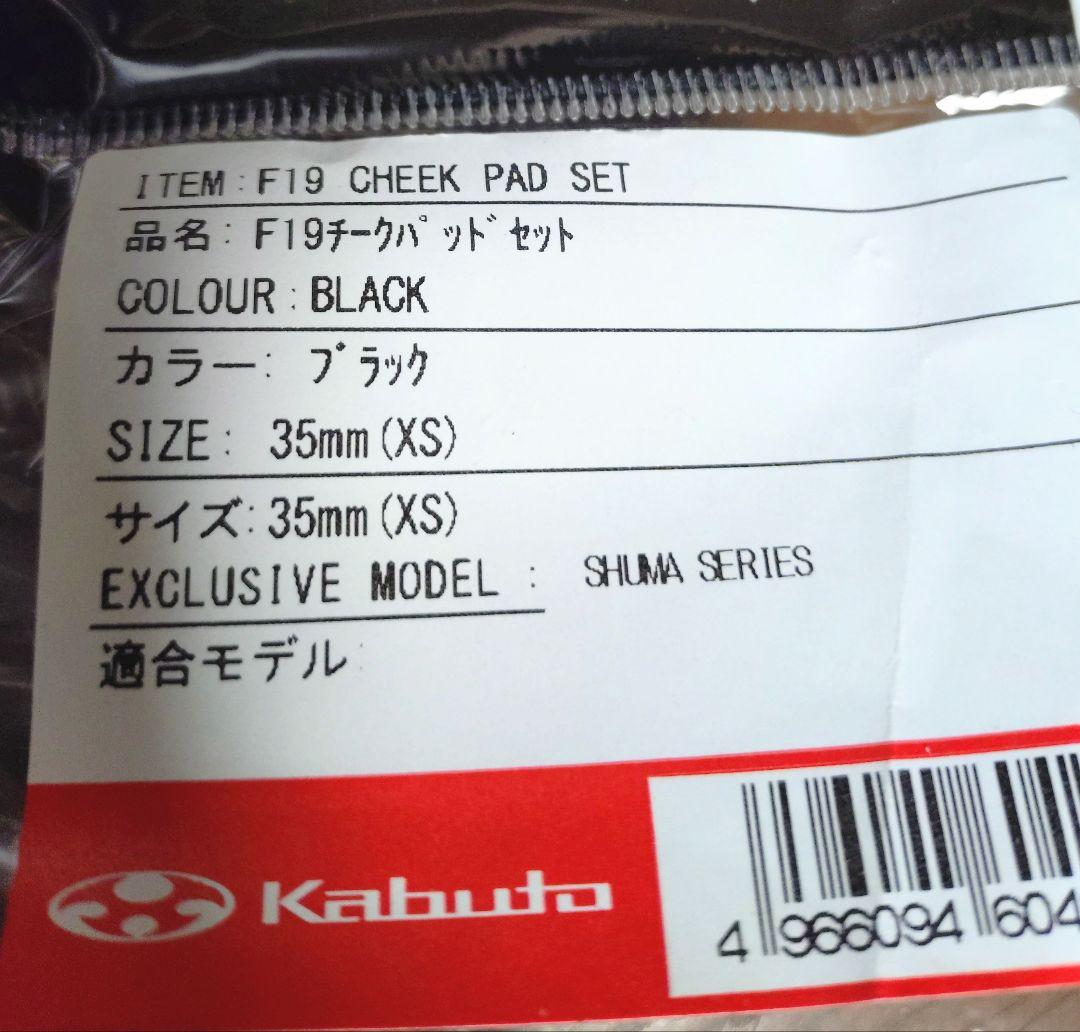 ITEM:F19 CHEEK PAD SET
品名:F19ﾁｰｸﾊﾟｯﾄﾞｾｯﾄ
COLOUR:BLACK
カラー: ﾌﾞﾗｯｸ
SIZE: 35mm(XS)
サイズ:35mm(XS)
EXCLUSIVE MODEL : SHUMA SERIES
適合モデル:
Kabuto
4 966094 604